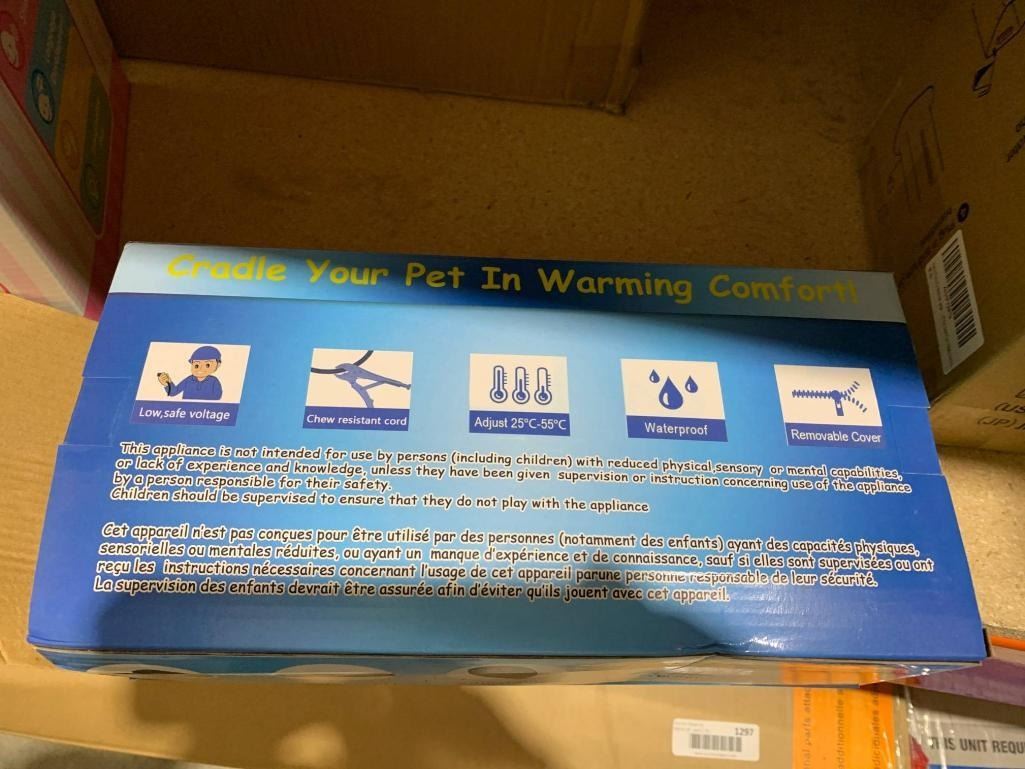 Cradle Your Pet In Warming Comfort!
Low,safe voltage
Chew resistant cord
Adjust 25°C-55°C
Waterproof
Removable Cover
This appliance is not intended for use by persons (including children) with reduced physical,sensory or mental capabilities,
or lack of experience and knowledge, unless they have been given supervision or instruction concerning use of the appliance
by a person responsible for their safety.
Children should be supervised to ensure that they do not play with the appliance
Cet appareil n'est pas conçues pour être utilisé par des personnes (notamment des enfants) ayant des capacités physiques,
sensorielles ou mentales réduites, ou ayant un manque d'expérience et de connaissance, sauf si elles sont supervisées ou ont
reçu les instructions nécessaires concernant l'usage de cet appareil parune personne responsable de leur sécurité.
La supervision des enfants devrait être assurée afin d'éviter qu'ils jouent avec cet appareil.
1297
THIS UNIT REQU